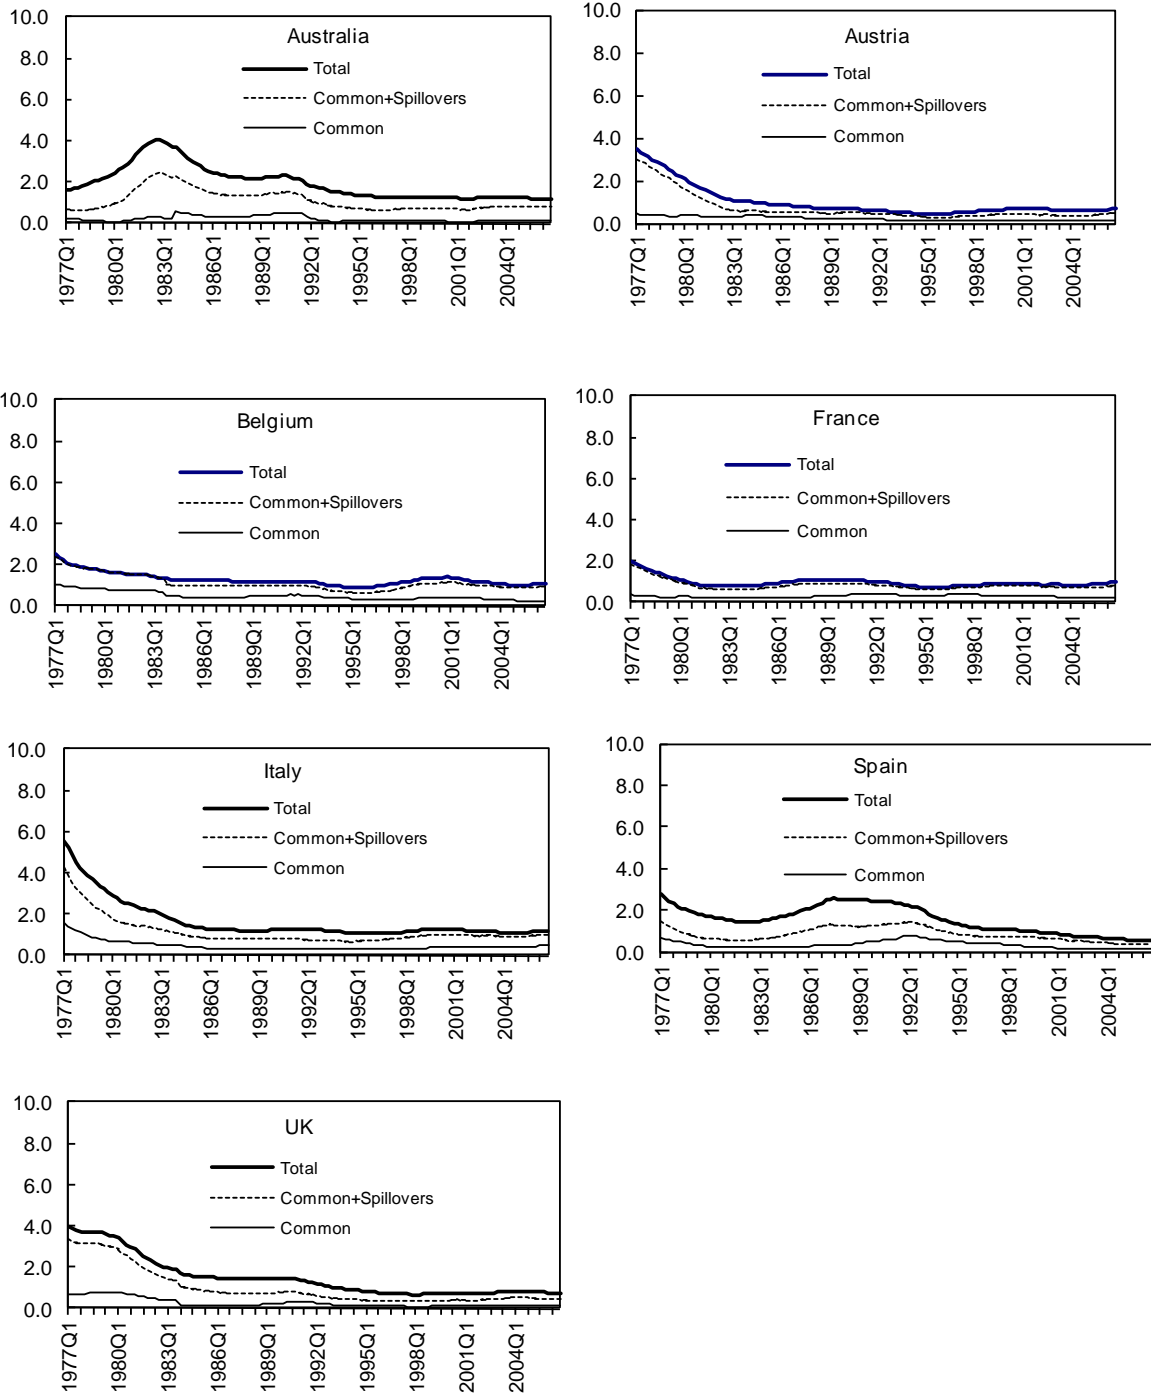 Australia
Total
Common+Spillovers
Common
10.0
8.0
6.0
4.0
2.0
0.0
1977Q1
1980Q1
1983Q1
1986Q1
1989Q1
1992Q1
1995Q1
1998Q1
2001Q1
2004Q1
Austria
Total
Common+Spillovers
Common
10.0
8.0
6.0
4.0
2.0
0.0
1977Q1
1980Q1
1983Q1
1986Q1
1989Q1
1992Q1
1995Q1
1998Q1
2001Q1
2004Q1
Belgium
Total
Common+Spillovers
Common
10.0
8.0
6.0
4.0
2.0
0.0
1977Q1
1980Q1
1983Q1
1986Q1
1989Q1
1992Q1
1995Q1
1998Q1
2001Q1
2004Q1
France
Total
Common+Spillovers
Common
10.0
8.0
6.0
4.0
2.0
0.0
1977Q1
1980Q1
1983Q1
1986Q1
1989Q1
1992Q1
1995Q1
1998Q1
2001Q1
2004Q1
Italy
Total
Common+Spillovers
Common
10.0
8.0
6.0
4.0
2.0
0.0
1977Q1
1980Q1
1983Q1
1986Q1
1989Q1
1992Q1
1995Q1
1998Q1
2001Q1
2004Q1
Spain
Total
Common+Spillovers
Common
10.0
8.0
6.0
4.0
2.0
0.0
1977Q1
1980Q1
1983Q1
1986Q1
1989Q1
1992Q1
1995Q1
1998Q1
2001Q1
2004Q1
UK
Total
Common+Spillovers
Common
10.0
8.0
6.0
4.0
2.0
0.0
1977Q1
1980Q1
1983Q1
1986Q1
1989Q1
1992Q1
1995Q1
1998Q1
2001Q1
2004Q1